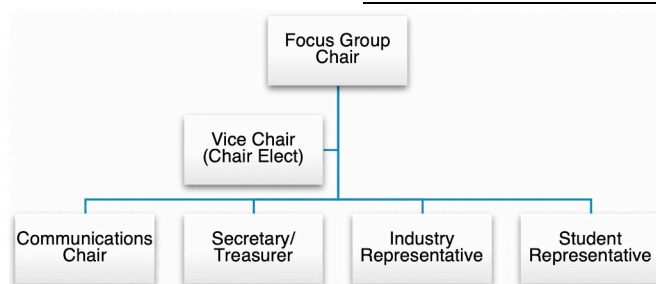 Focus Group
Chair
Vice Chair
(Chair Elect)
Communications
Chair
Secretary/
Treasurer
Industry
Representative
Student
Representative